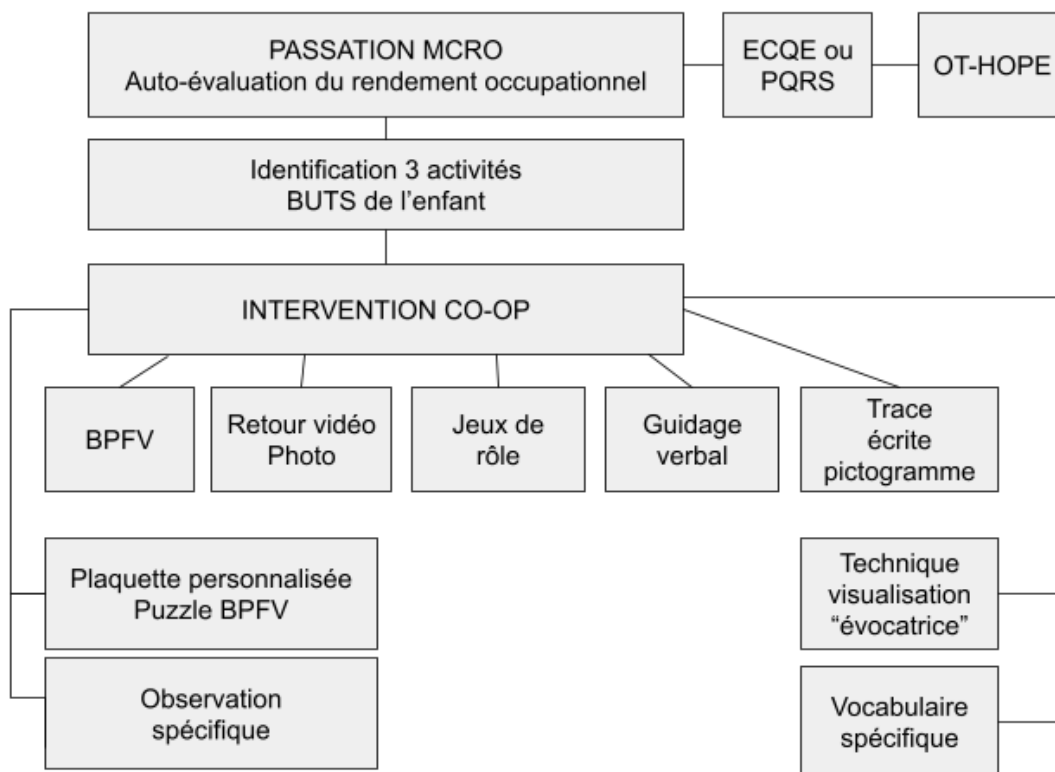 PASSATION MCRO
Auto-évaluation du rendement occupationnel
ECQE ou
PQRS
OT-HOPE
Identification 3 activités
BUTS de l’enfant
INTERVENTION CO-OP
BPFV
Retour vidéo
Photo
Jeux de
rôle
Guidage
verbal
Trace
écrite
pictogramme
Plaquette personnalisée
Puzzle BPFV
Technique
visualisation
“évocatrice”
Observation
spécifique
Vocabulaire
spécifique